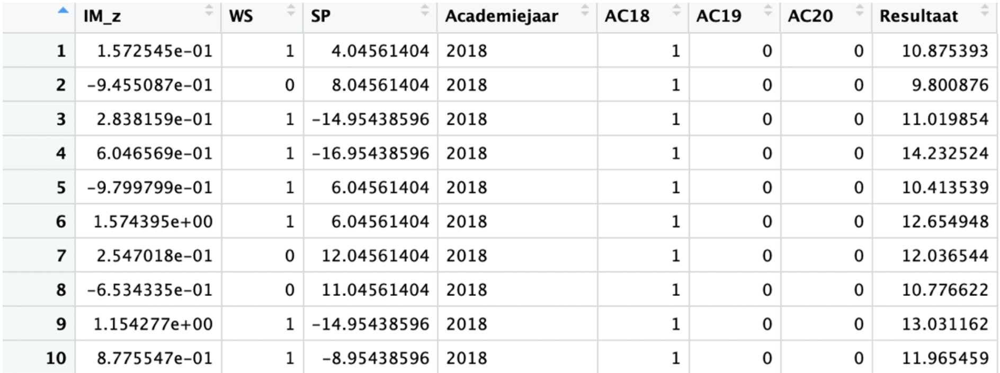 IM_z WS SP Academiejaar AC18 AC19 AC20 Resultaat
1 1.572545e-01 1 4.04561404 2018 1 0 0 10.875393
2 -9.455087e-01 0 8.04561404 2018 1 0 0 9.800876
3 2.838159e-01 1 -14.95438596 2018 1 0 0 11.019854
4 6.046569e-01 1 -16.95438596 2018 1 0 0 14.232524
5 -9.799799e-01 1 6.04561404 2018 1 0 0 10.413539
6 1.574395e+00 1 6.04561404 2018 1 0 0 12.654948
7 2.547018e-01 0 12.04561404 2018 1 0 0 12.036544
8 -6.534335e-01 0 11.04561404 2018 1 0 0 10.776622
9 1.154277e+00 1 -14.95438596 2018 1 0 0 13.031162
10 8.775547e-01 1 -8.95438596 2018 1 0 0 11.965459